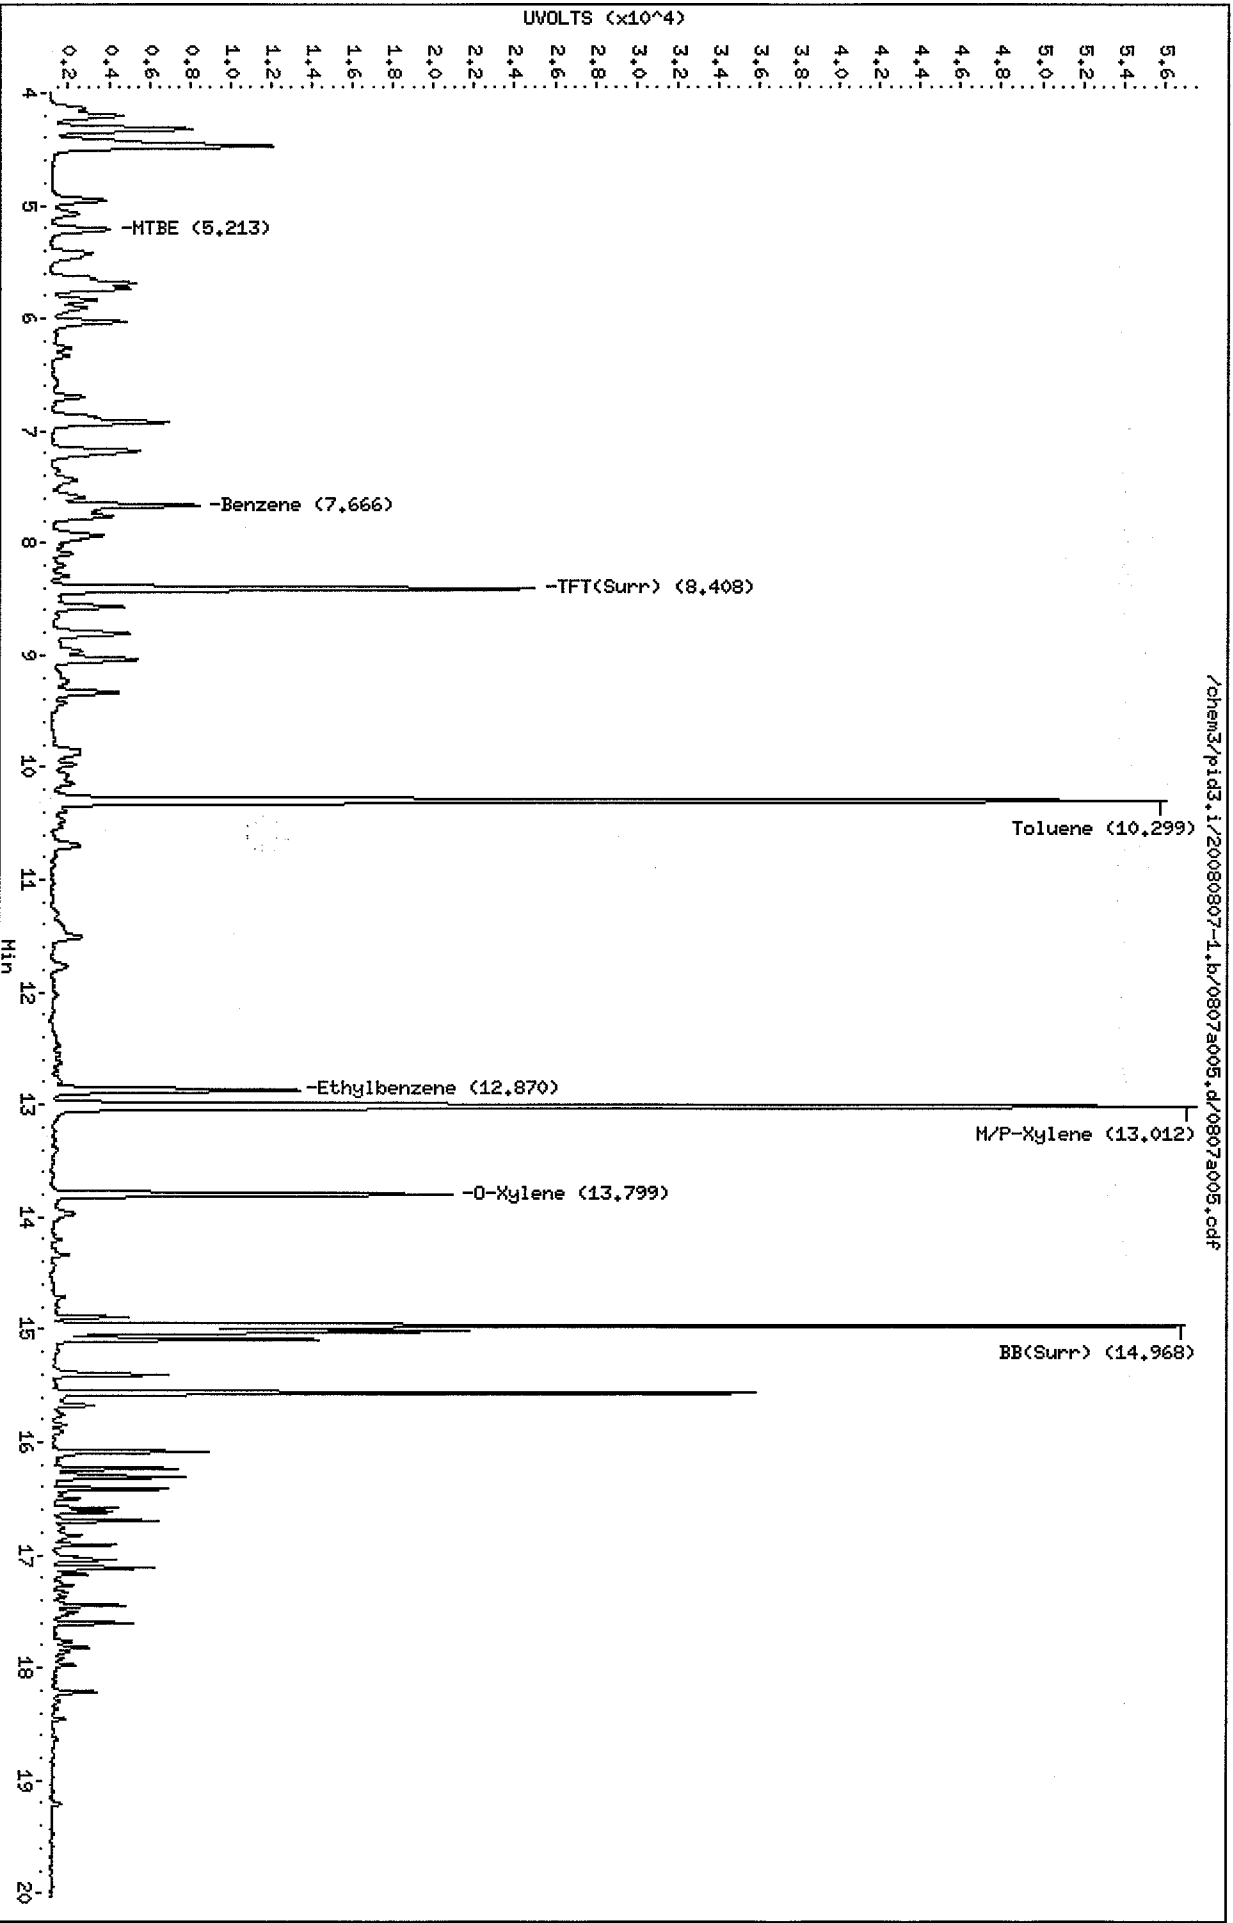 /chem3/pid3.i/20080807-1.b/0807a005.d/0807a005.cdf
UVOLTS (x10^4)
5.6
5.4
5.2
5.0
4.8
4.6
4.4
4.2
4.0
3.8
3.6
3.4
3.2
3.0
2.8
2.6
2.4
2.2
2.0
1.8
1.6
1.4
1.2
1.0
0.8
0.6
0.4
0.2
-MTBE (5.213)
-Benzene (7.666)
-TFT(Surr) (8.408)
Toluene (10.299)
-Ethylbenzene (12.870)
M/P-Xylene (13.012)
-O-Xylene (13.799)
BB(Surr) (14.968)
4 5 6 7 8 9 10 11 12 13 14 15 16 17 18 19 20
Min